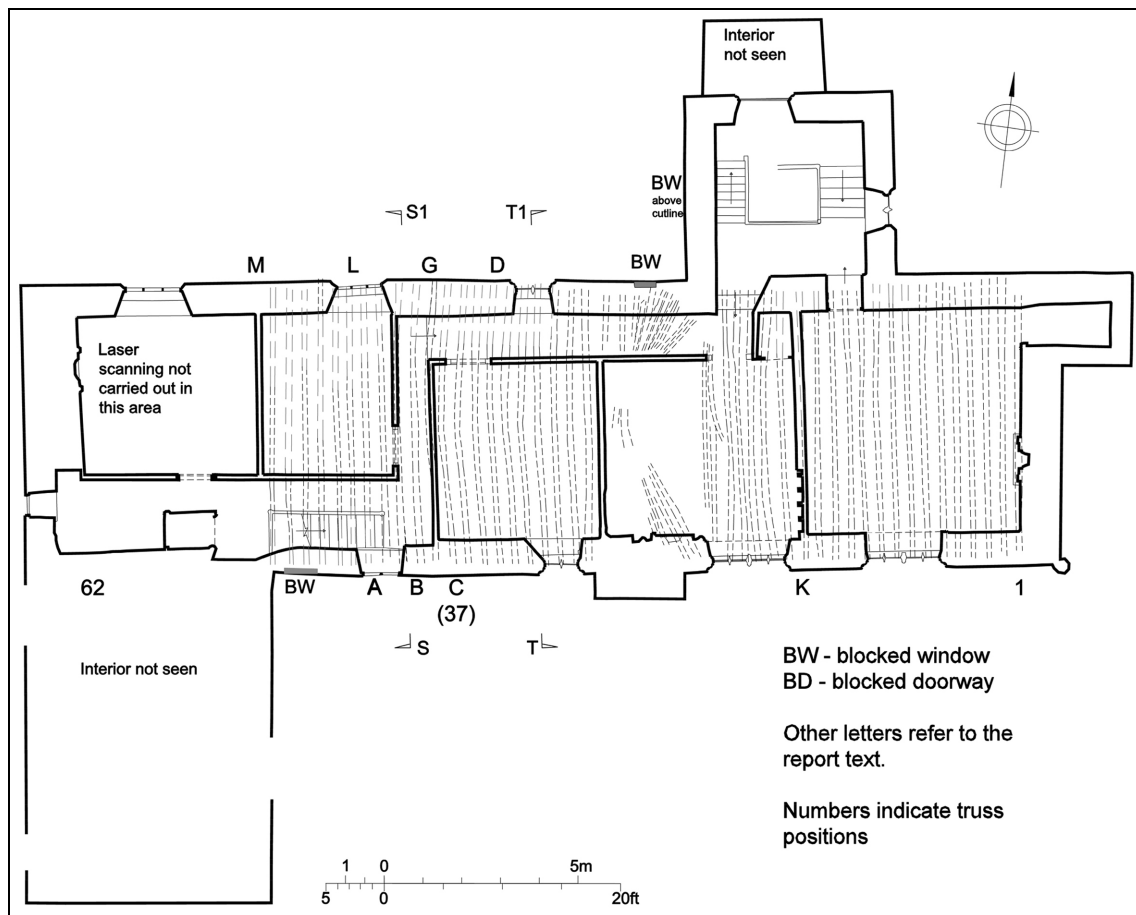 Interior
not seen
BW
above
cutline
S1
T1
M
L
G
D
BW
Laser
scanning not
carried out in
this area
62
BW
A
B
C
(37)
K
1
S
T
Interior not seen
BW - blocked window
BD - blocked doorway
Other letters refer to the
report text.
Numbers indicate truss
positions
1
0
5m
5
0
20ft